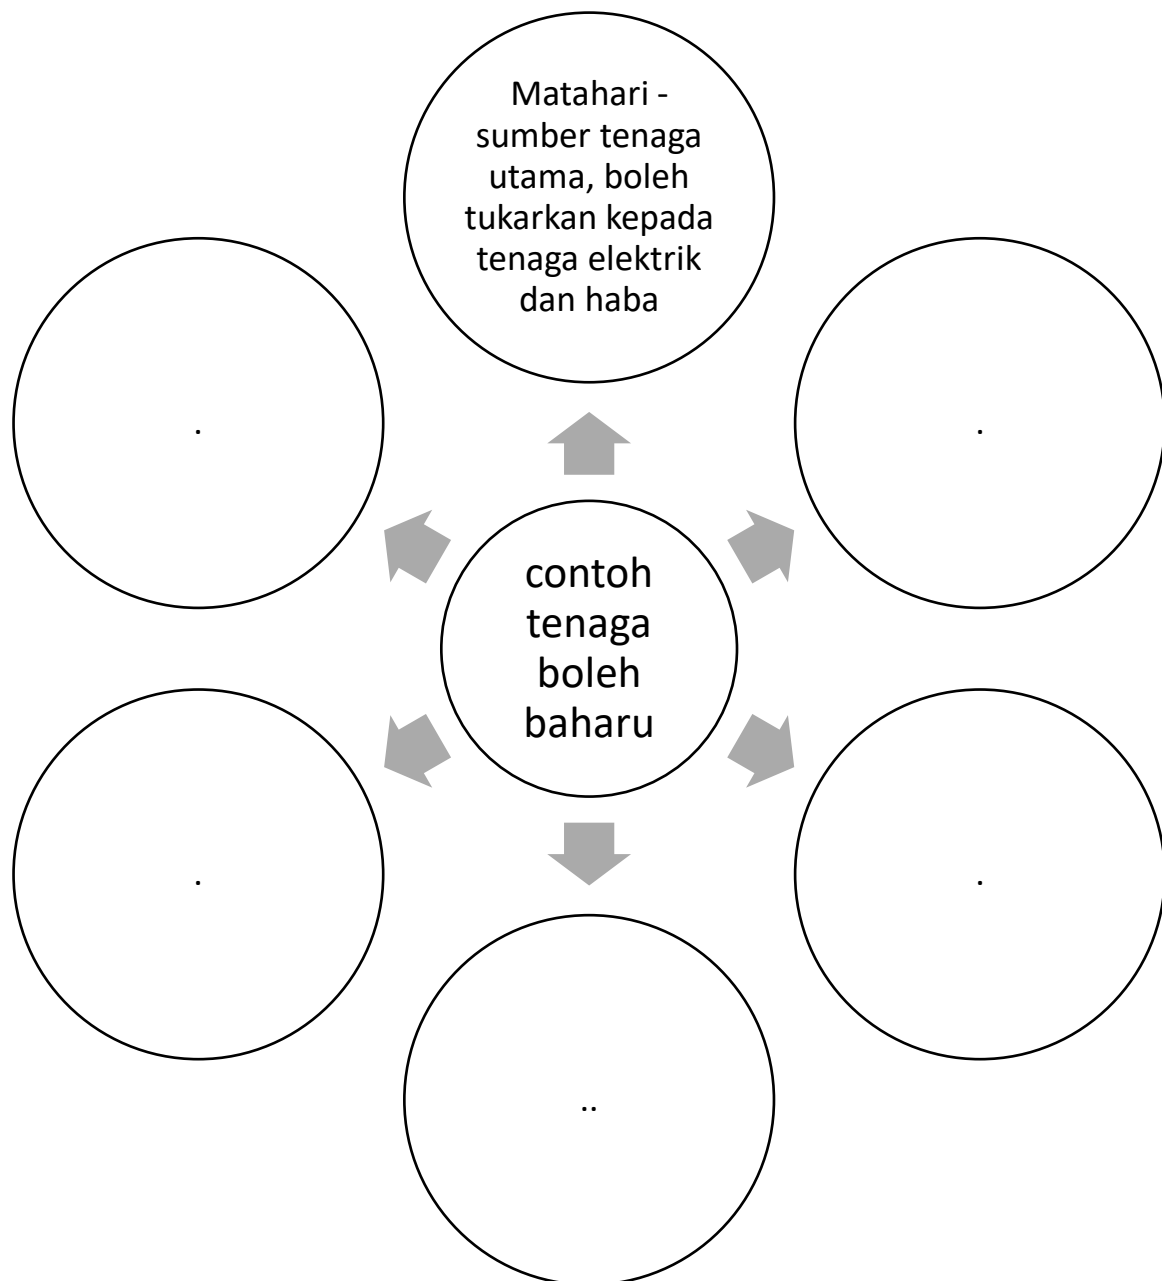 Matahari -
sumber tenaga
utama, boleh
tukarkan kepada
tenaga elektrik
dan haba
.
.
contoh
tenaga
boleh
baharu
.
.
..